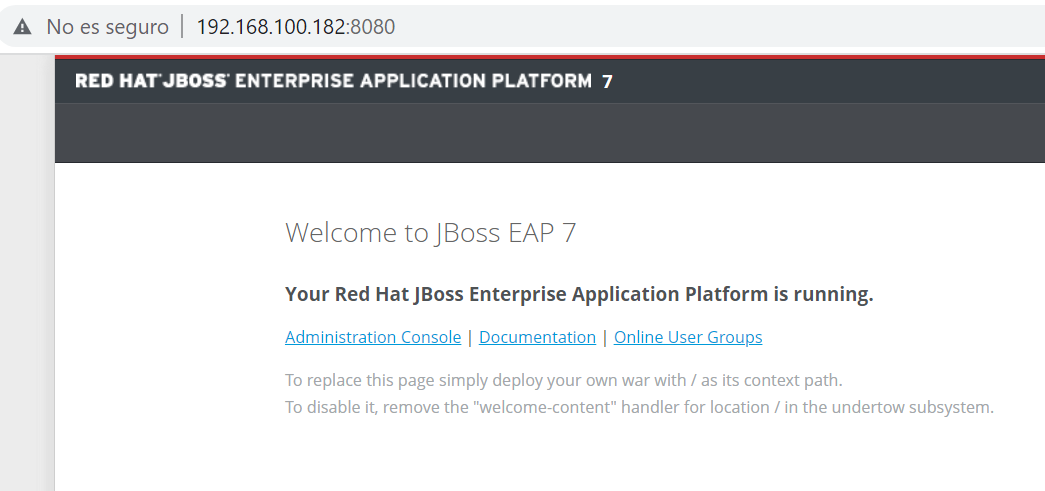 No es seguro | 192.168.100.182:8080
RED HAT® JBOSS® ENTERPRISE APPLICATION PLATFORM 7
Welcome to JBoss EAP 7
Your Red Hat JBoss Enterprise Application Platform is running.
Administration Console | Documentation | Online User Groups
To replace this page simply deploy your own war with / as its context path.
To disable it, remove the "welcome-content" handler for location / in the undertow subsystem.